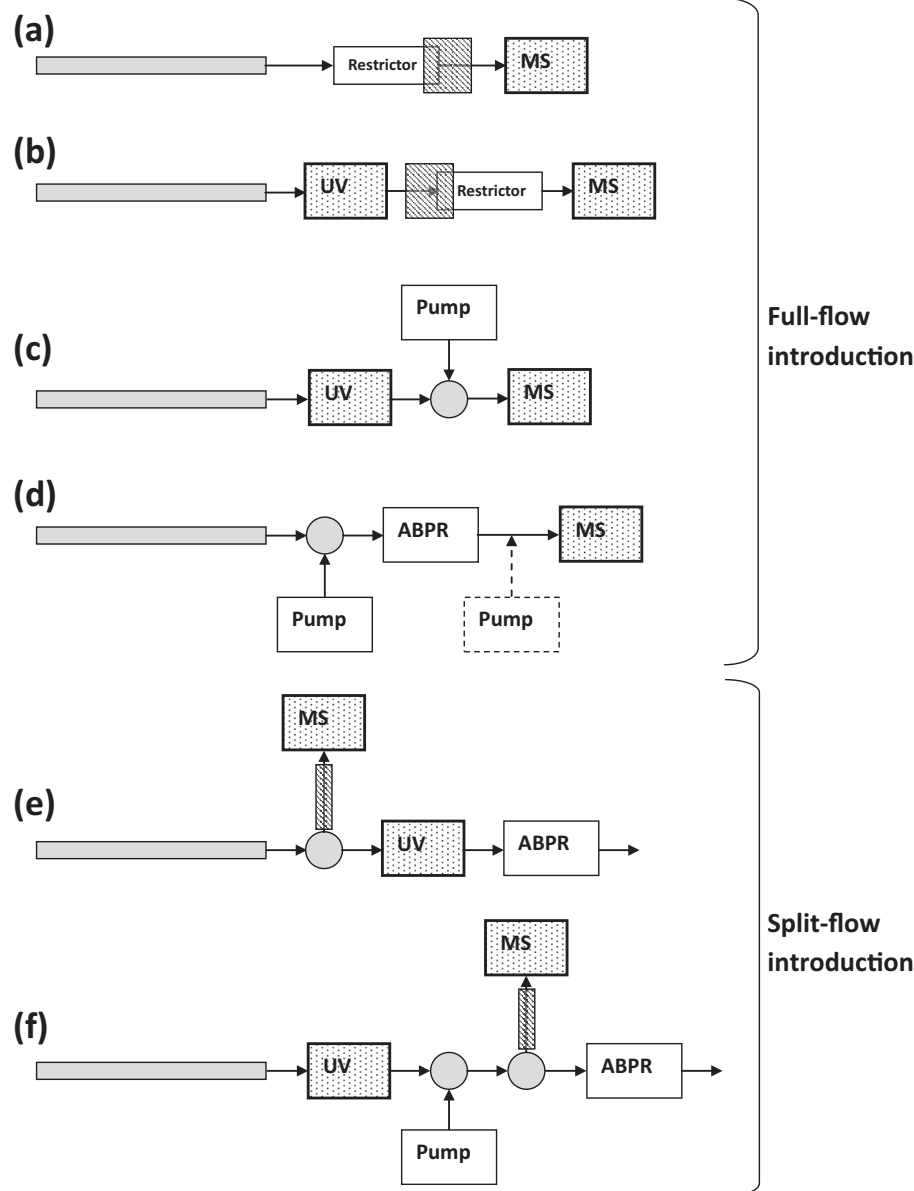 (a)
Restrictor
MS
(b)
UV
Restrictor
MS
Pump
(c)
UV
MS
Full-flow
introduction
(d)
ABPR
MS
Pump
Pump
MS
(e)
UV
ABPR
MS
Split-flow
introduction
(f)
UV
ABPR
Pump